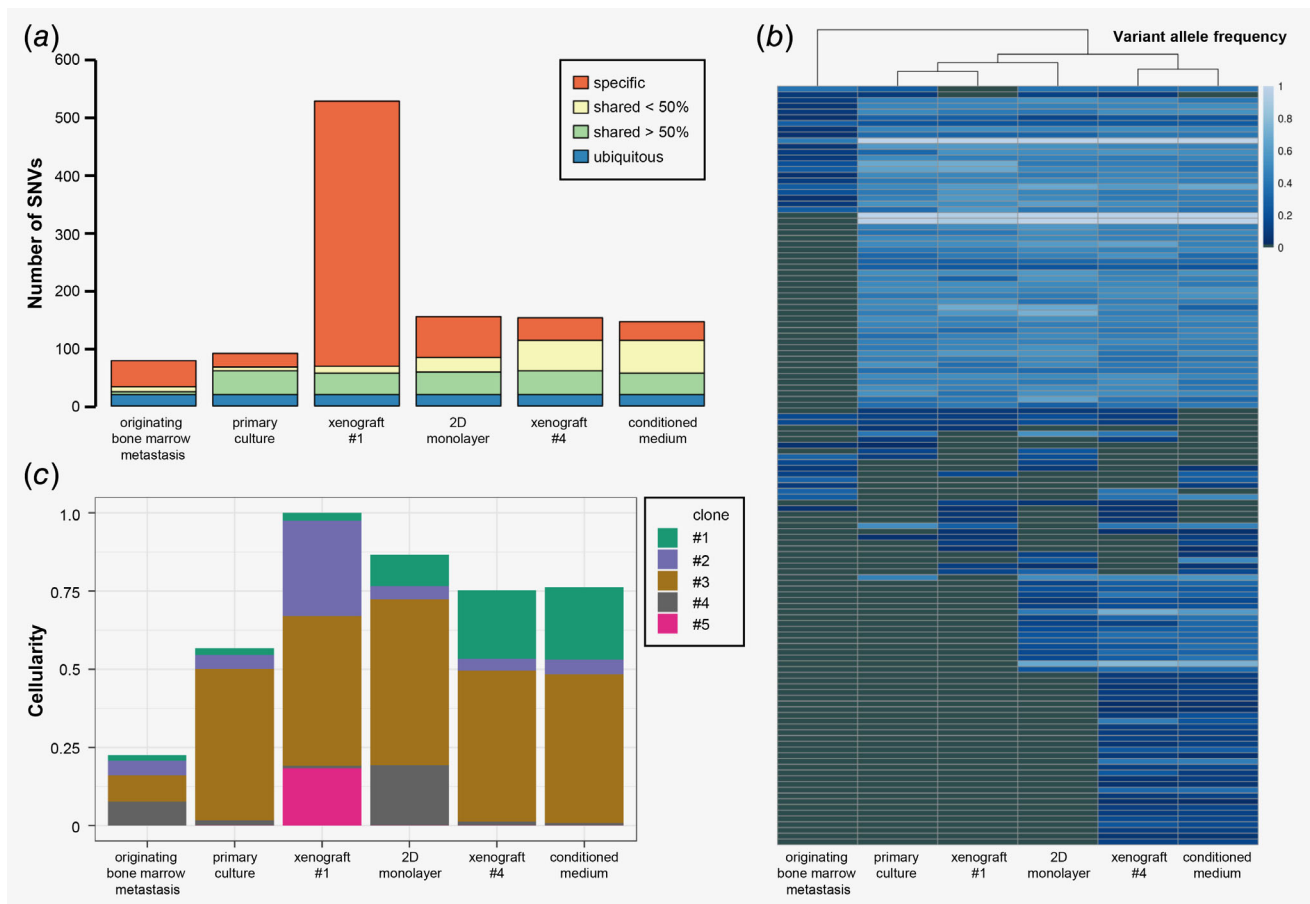 (a)
600
500
400
300
200
100
0
Number of SNVs
specific
shared < 50%
shared > 50%
ubiquitous
originating
bone marrow
metastasis
primary
culture
xenograft
#1
2D
monolayer
xenograft
#4
conditioned
medium
(b)
Variant allele frequency
1
0.8
0.6
0.4
0.2
0
originating
bone marrow
metastasis
primary
culture
xenograft
#1
2D
monolayer
xenograft
#4
conditioned
medium
(c)
1.0
0.75
0.5
0.25
0
Cellularity
clone
#1
#2
#3
#4
#5
originating
bone marrow
metastasis
primary
culture
xenograft
#1
2D
monolayer
xenograft
#4
conditioned
medium